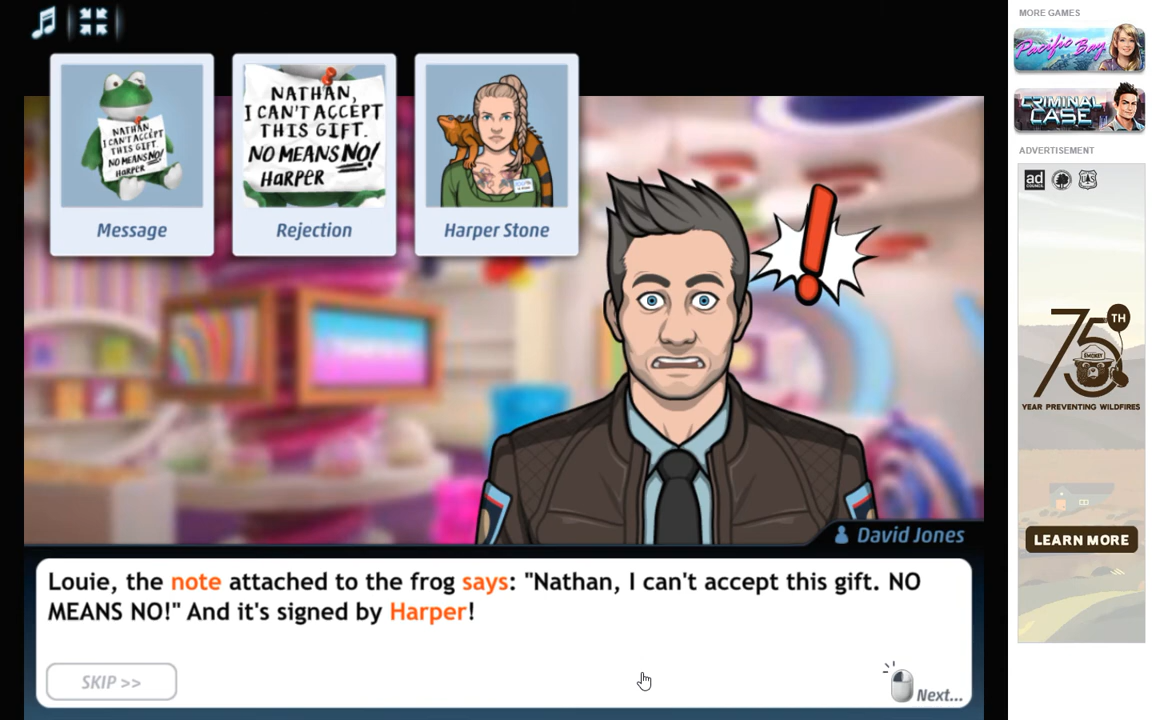 MORE GAMES
Pacific Bay
CRIMINAL
CASE
ADVERTISEMENT
NATHAN,
I CAN'T ACCEPT
THIS GIFT.
NO MEANS NO!
HARPER
Message
NATHAN,
I CAN'T ACCEPT
THIS GIFT.
NO MEANS NO!
HARPER
Rejection
Harper Stone
David Jones
Louie, the note attached to the frog says: "Nathan, I can't accept this gift. NO
MEANS NO!" And it's signed by Harper!
SKIP >>
Next...
ad
COUNCIL
75TH
SMOKEY
YEAR PREVENTING WILDFIRES
LEARN MORE